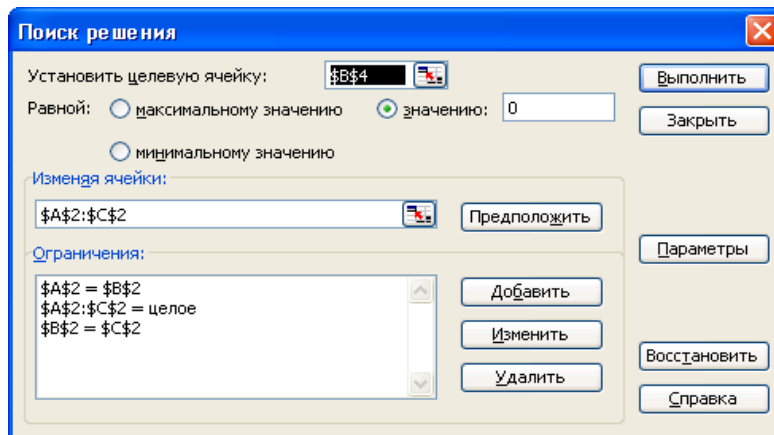 Поиск решения
Установить целевую ячейку: $B$4
Выполнить
Равной: максимальному значению значению: 0
Закрыть
минимальному значению
Изменяя ячейки:
$A$2:$C$2
Предположить
Ограничения:
Параметры
$A$2 = $B$2
$A$2:$C$2 = целое
$B$2 = $C$2
Добавить
Изменить
Удалить
Восстановить
Справка